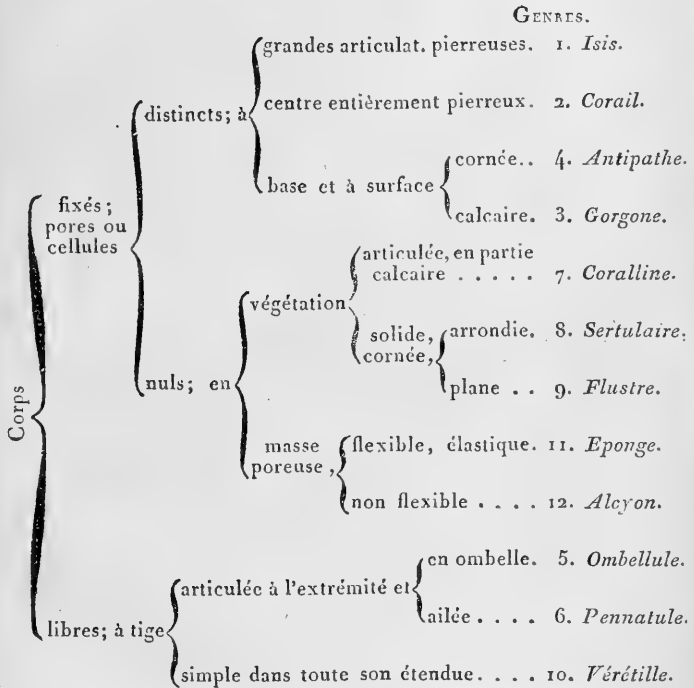 GENRES.
grandes articulat. pierreuses. 1. Isis.
distincts; à
centre entièrement pierreux. 2. Corail.
base et à surface
cornée.. 4. Antipathe.
calcaire. 3. Gorgone.
fixés;
pores ou
cellules
articulée, en partie
calcaire . . . . . 7. Coralline.
végétation
solide,
cornée,
arrondie. 8. Sertulaire.
plane . . 9. Flustre.
nuls; en
masse
poreuse,
flexible, élastique. 11. Eponge.
non flexible . . . . 12. Alcyon.
Corps
en ombelle. 5. Ombellule.
articulée à l'extrémité et
ailée . . . . 6. Pennatule.
libres; à tige
simple dans toute son étendue. . . . 10. Vérétille.